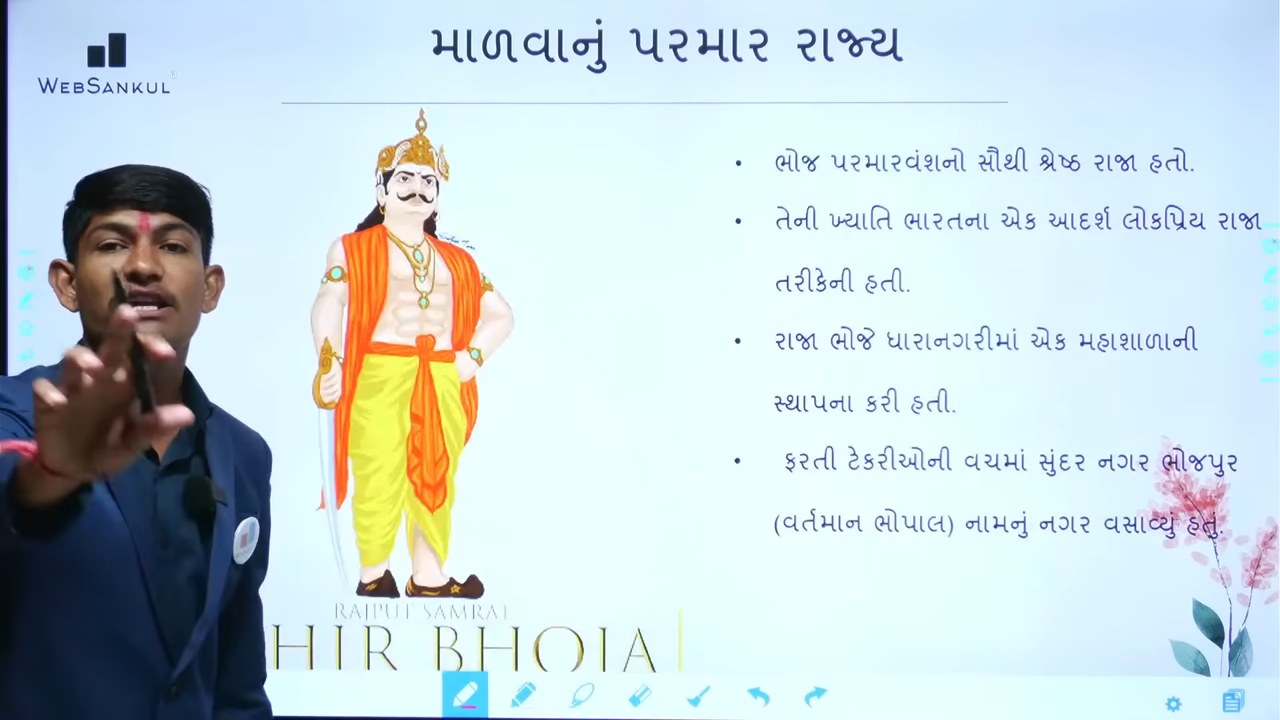 માળવાનું પરમાર રાજ્ય
WEBSANKUL
• ભોજ પરમારવંશનો સૌથી શ્રેષ્ઠ રાજા હતો.
• તેની ખ્યાતિ ભારતના એક આદર્શ લોકપ્રિય રાજા
તરીકેની હતી.
• રાજા ભોજે ધારાનગરીમાં એક મહાશાળાની
સ્થાપના કરી હતી.
• ફરતી ટેકરીઓની વચમાં સુંદર નગર ભોજપુર
(વર્તમાન ભોપાલ) નામનું નગર વસાવ્યું હતું.
RAJPUT SAMRAT
HIR BHOJA